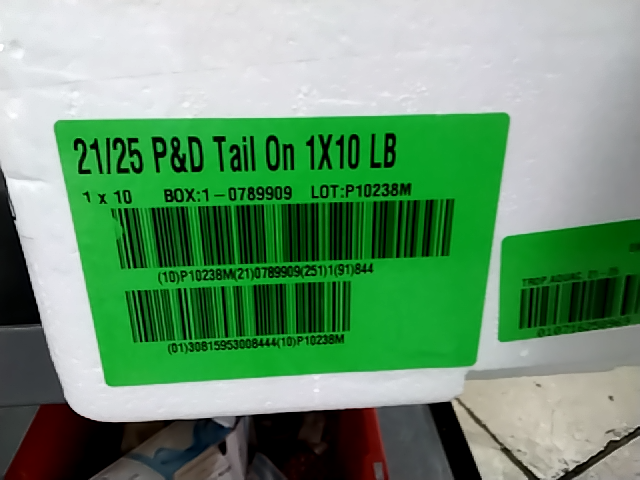 21/25 P&D Tail On 1X10 LB
1 x 10 BOX:1-0789909 LOT:P10238M
(10)P10238M(21)0789909(251)1(91)844
(01)30815953008444(10)P10238M